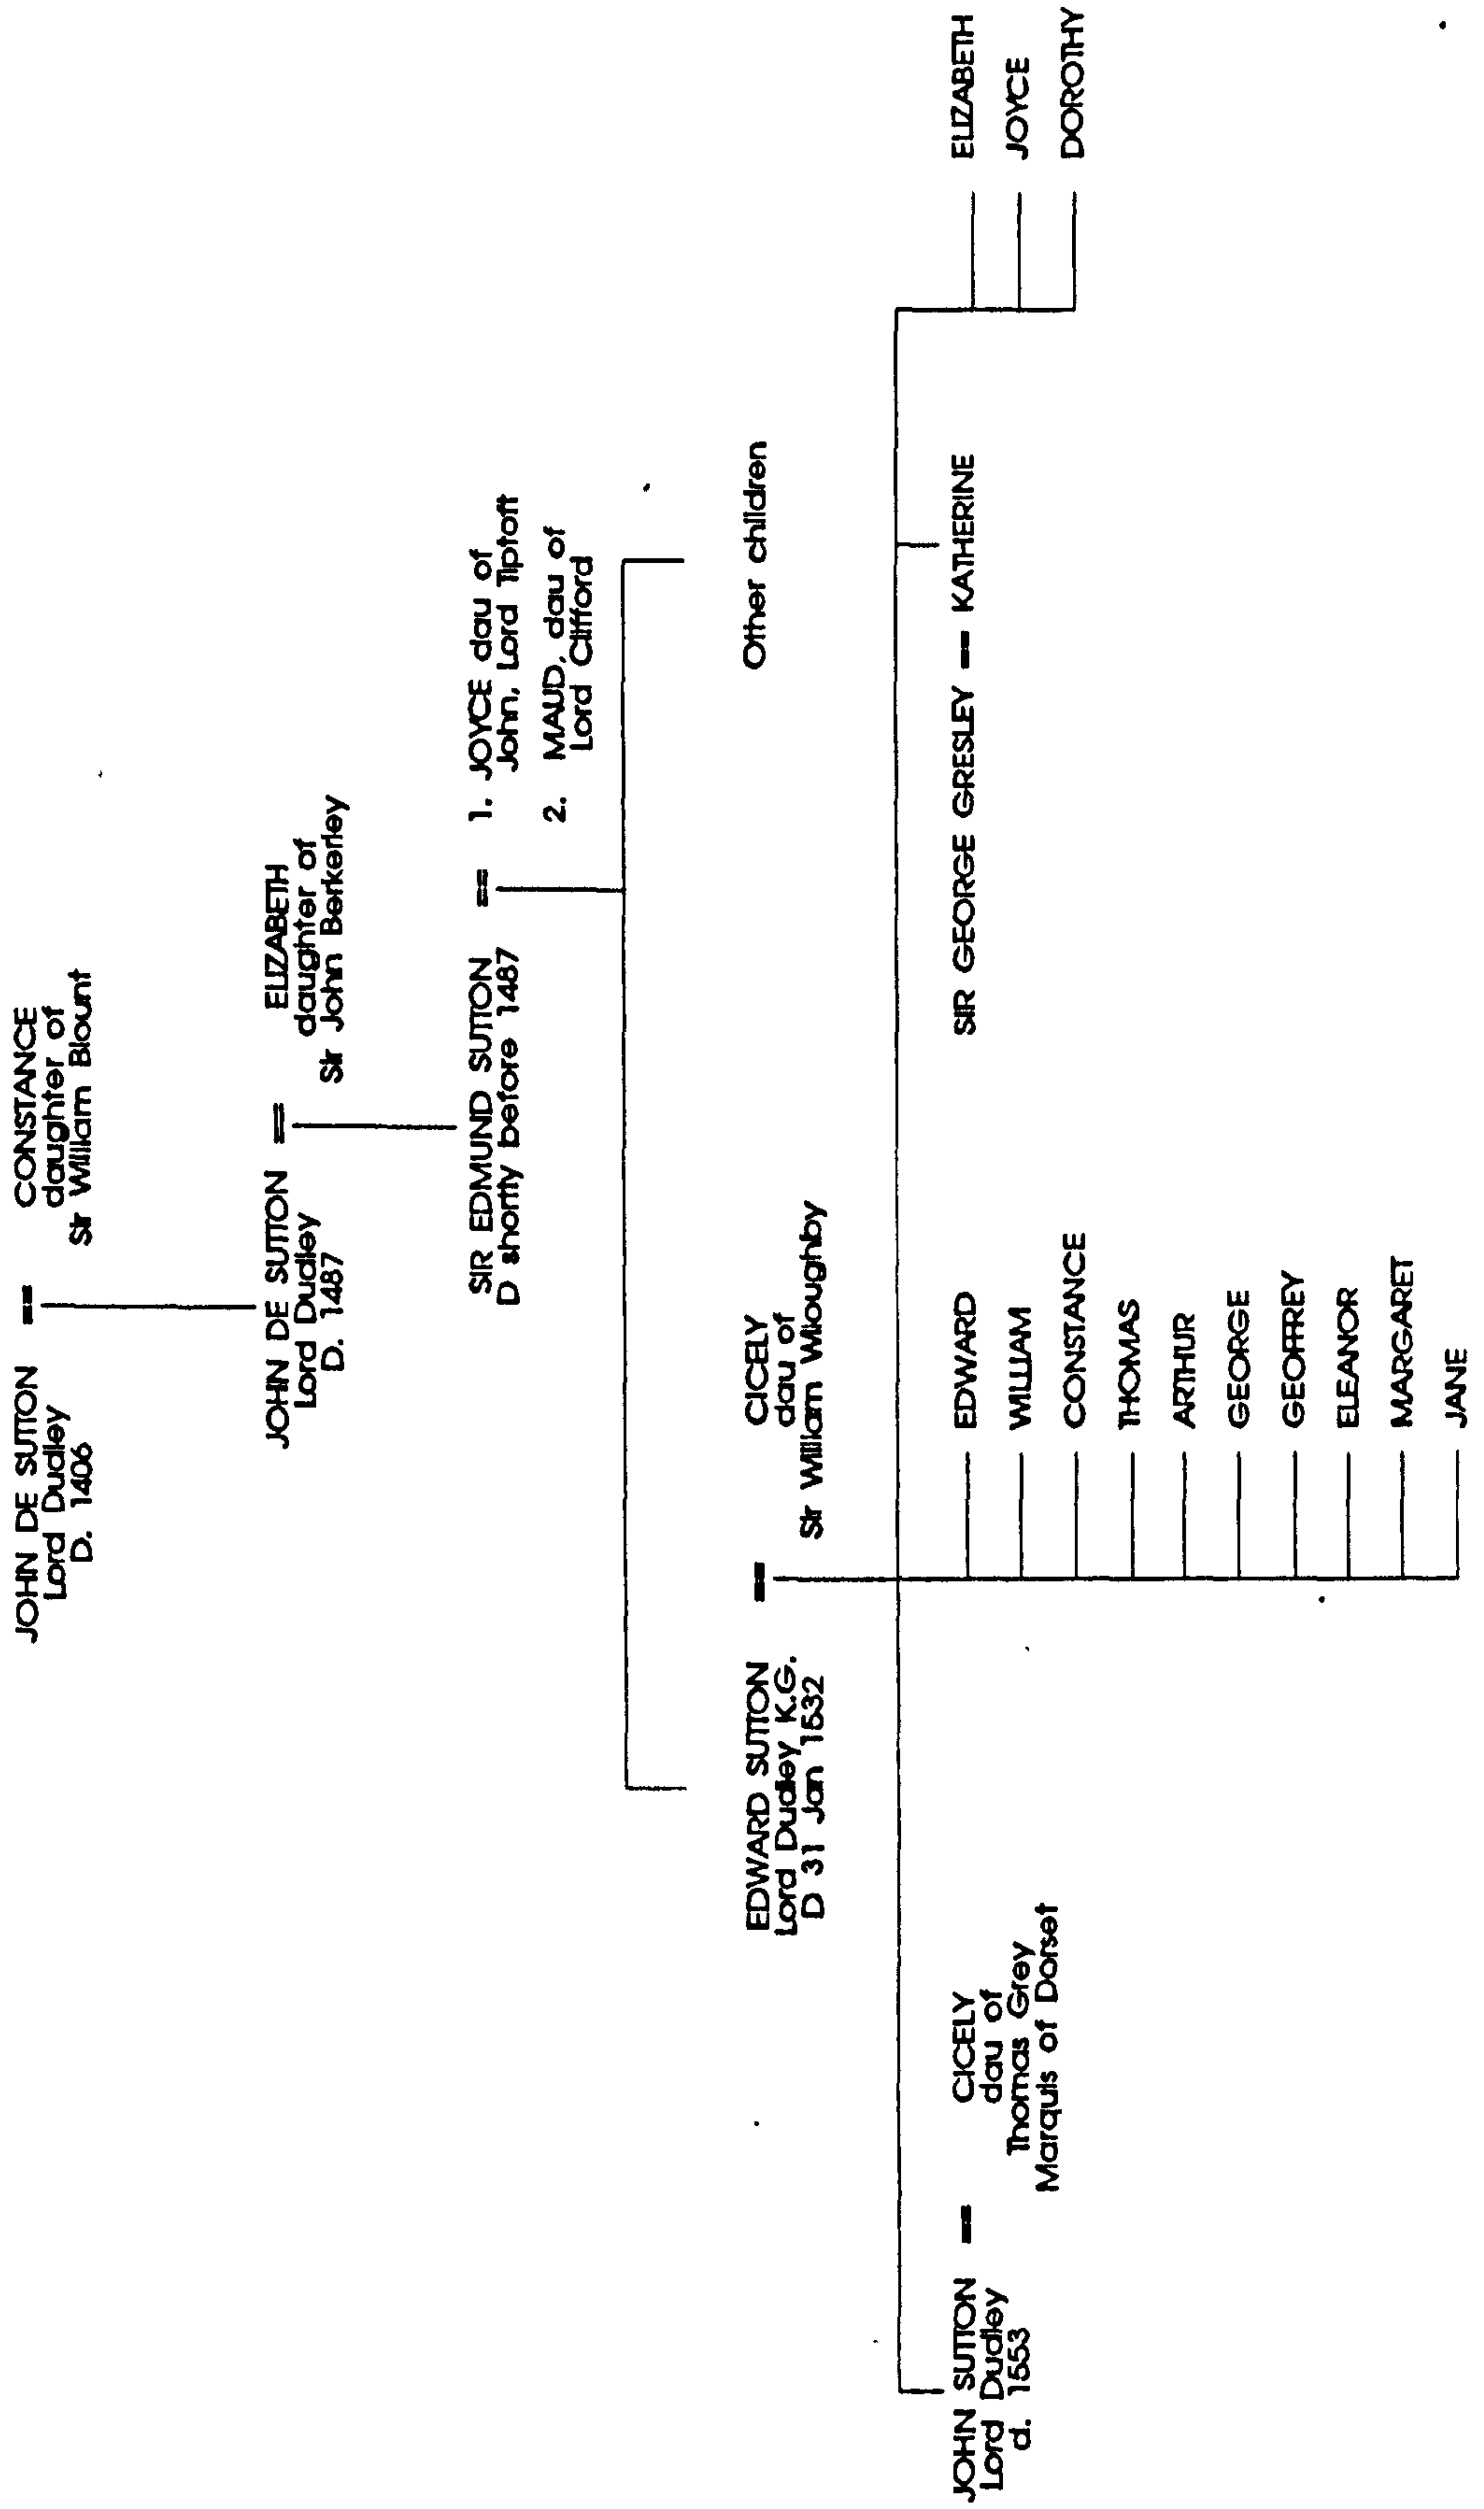 JOHN DE SUTTON == CONSTANCE
Lord Dudley daughter of
D. 1406 Sir William Blount
JOHN DE SUTTON == ELIZABETH
Lord Dudley daughter of
D. 1487 Sir John Berkerley
SIR EDMUND SUTTON == 1. JOYCE dau of
D shortly before 1487 John, Lord Tiptoft
2. MAUD, dau of
Lord Clifford
EDWARD SUTTON == CICELY
Lord Dudley K.G. dau of
D 31 Jan 1532 Sir William Wloughby
Other children
JOHN SUTTON == CICELY
Lord Dudley dau of
d. 1553 Thomas Grey
Marquis of Dorset
EDWARD
WILLIAM
CONSTANCE
THOMAS
ARTHUR
GEORGE
GEOFFREY
ELEANOR
MARGARET
JANE
SIR GEORGE GRESLEY == KATHERINE
ELIZABETH
JOYCE
DOROTHY